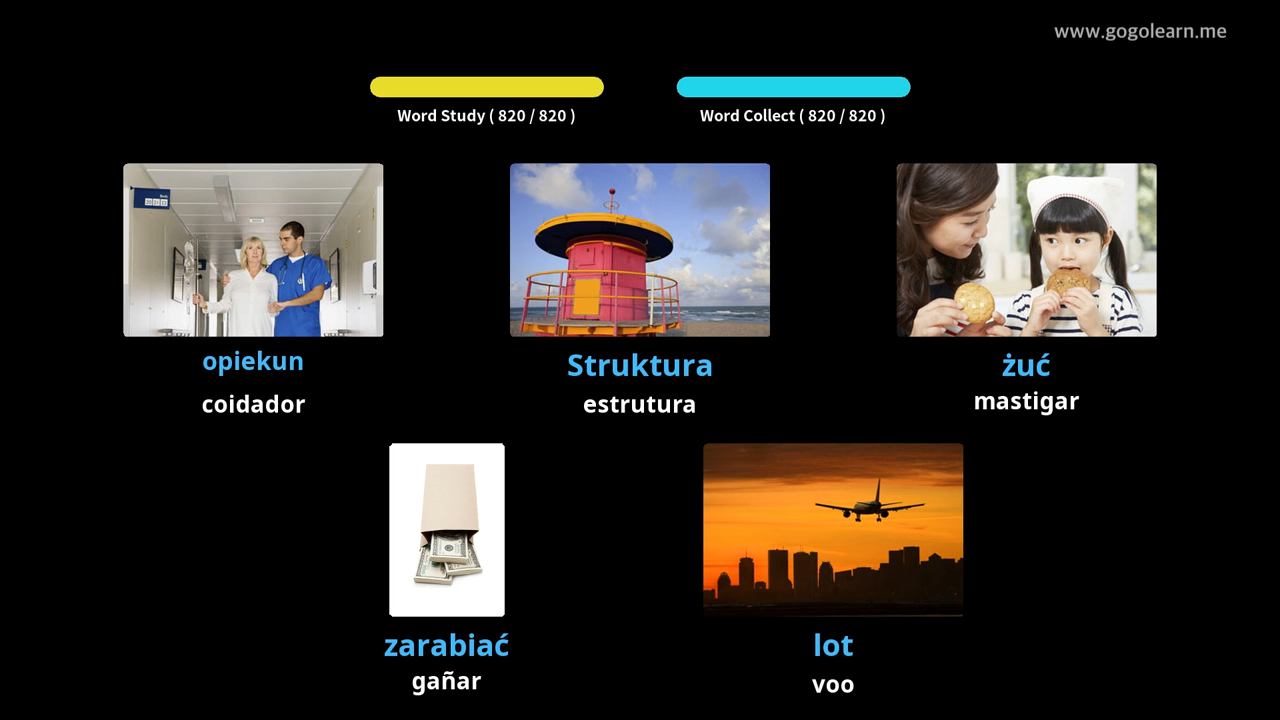 www.gogolearn.me
Word Study ( 820 / 820 )
Word Collect ( 820 / 820 )
opiekun
coidador
Struktura
estrutura
żuć
mastigar
zarabiać
gañar
lot
voo